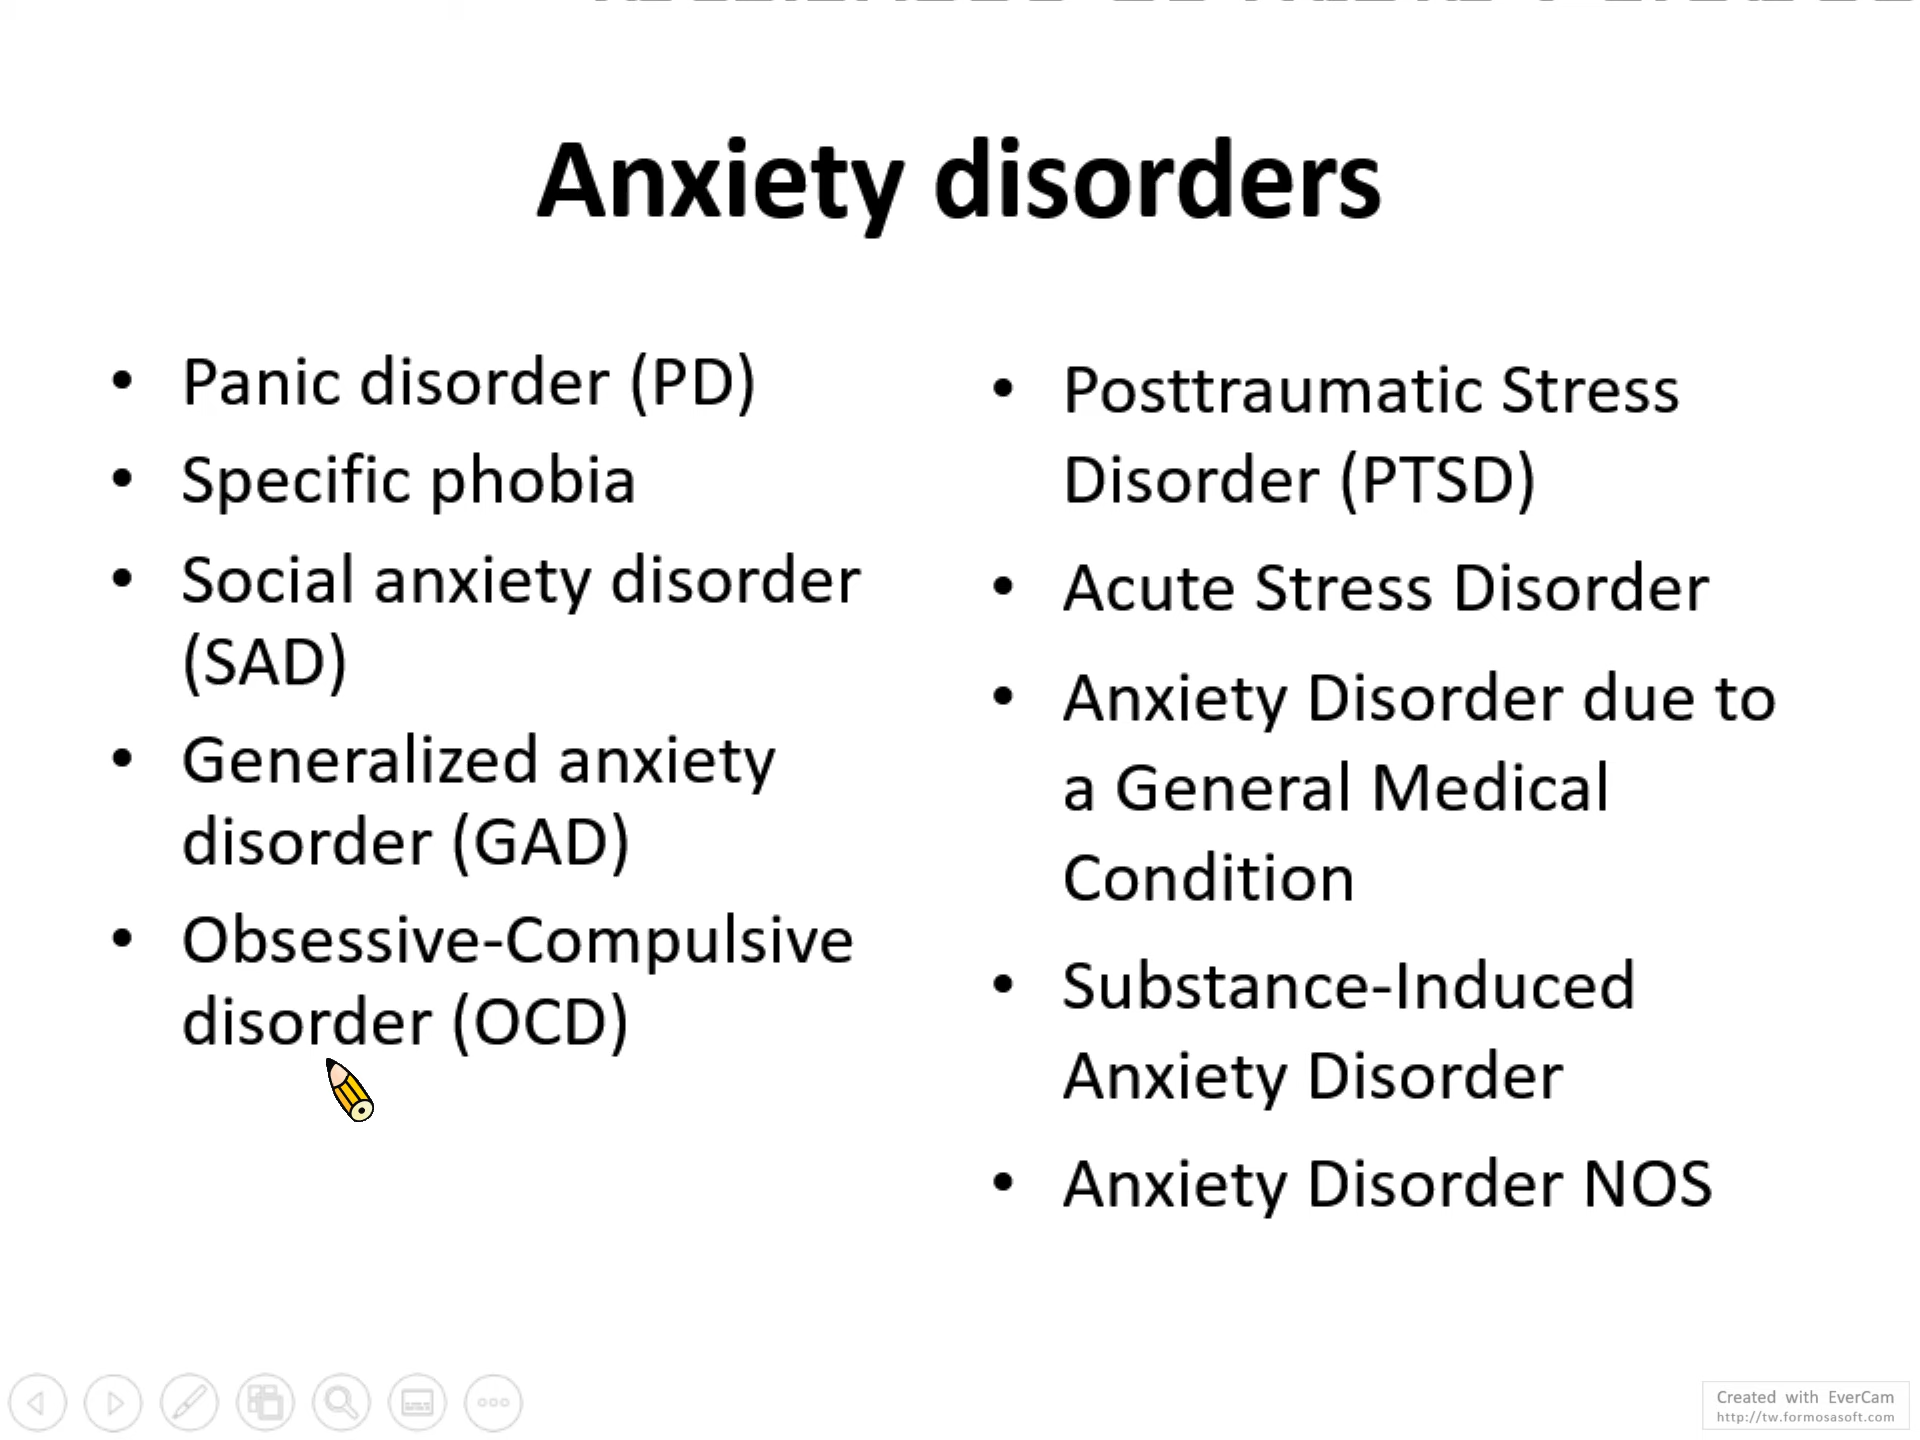 Anxiety disorders
• Panic disorder (PD)
• Specific phobia
• Social anxiety disorder
(SAD)
• Generalized anxiety
disorder (GAD)
• Obsessive-Compulsive
disorder (OCD)
• Posttraumatic Stress
Disorder (PTSD)
• Acute Stress Disorder
• Anxiety Disorder due to
a General Medical
Condition
• Substance-Induced
Anxiety Disorder
• Anxiety Disorder NOS
Created with EverCam
http://tw.formosasoft.com